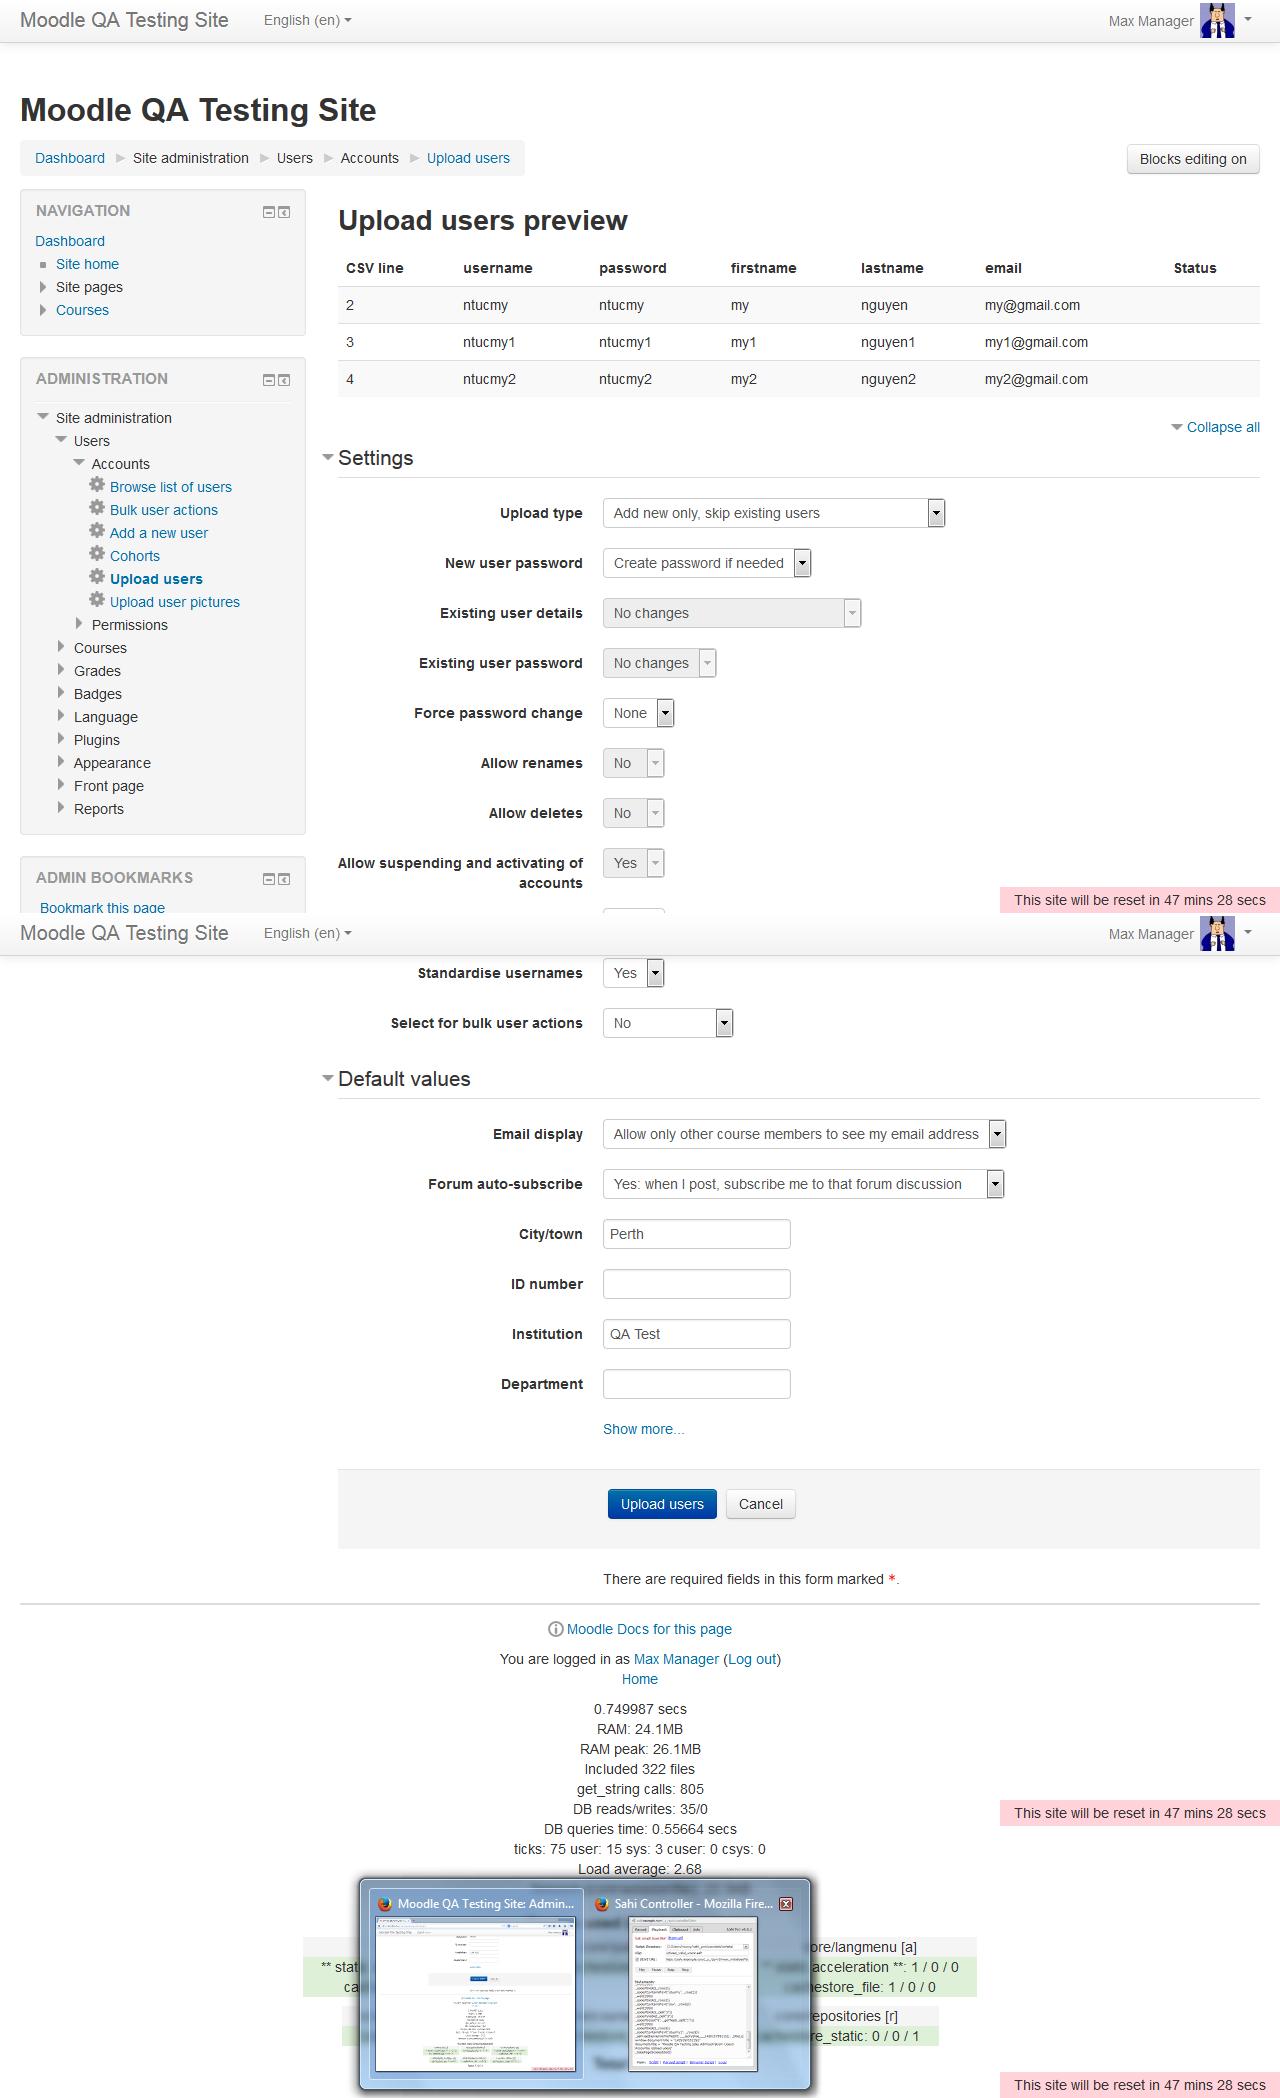 Moodle QA Testing Site English (en) Max Manager
Moodle QA Testing Site
Dashboard Site administration Users Accounts Upload users Blocks editing on
NAVIGATION
Dashboard
Site home
Site pages
Courses
ADMINISTRATION
Site administration
Users
Accounts
Browse list of users
Bulk user actions
Add a new user
Cohorts
Upload users
Upload user pictures
Permissions
Courses
Grades
Badges
Language
Plugins
Appearance
Front page
Reports
ADMIN BOOKMARKS
Bookmark this page
Upload users preview
CSV line username password firstname lastname email Status
2 ntucmy ntucmy my nguyen my@gmail.com
3 ntucmy1 ntucmy1 my1 nguyen1 my1@gmail.com
4 ntucmy2 ntucmy2 my2 nguyen2 my2@gmail.com
Collapse all
Settings
Upload type Add new only, skip existing users
New user password Create password if needed
Existing user details No changes
Existing user password No changes
Force password change None
Allow renames No
Allow deletes No
Allow suspending and activating of accounts Yes
This site will be reset in 47 mins 28 secs
Moodle QA Testing Site English (en) Max Manager
Standardise usernames Yes
Select for bulk user actions No
Default values
Email display Allow only other course members to see my email address
Forum auto-subscribe Yes: when I post, subscribe me to that forum discussion
City/town Perth
ID number
Institution QA Test
Department
Show more...
Upload users Cancel
There are required fields in this form marked *.
Moodle Docs for this page
You are logged in as Max Manager (Log out)
Home
0.749987 secs
RAM: 24.1MB
RAM peak: 26.1MB
Included 322 files
get_string calls: 805
DB reads/writes: 35/0
DB queries time: 0.55664 secs
This site will be reset in 47 mins 28 secs
ticks: 75 user: 15 sys: 3 cuser: 0 csys: 0
Load average: 2.68
Moodle QA Testing Site: Admin... Sahi Controller - Mozilla Fire...
ore/langmenu [a]
** stat acceleration **: 1 / 0 / 0
cac cachestore_file: 1 / 0 / 0
repositories [r]
re_static: 0 / 0 / 1
This site will be reset in 47 mins 28 secs